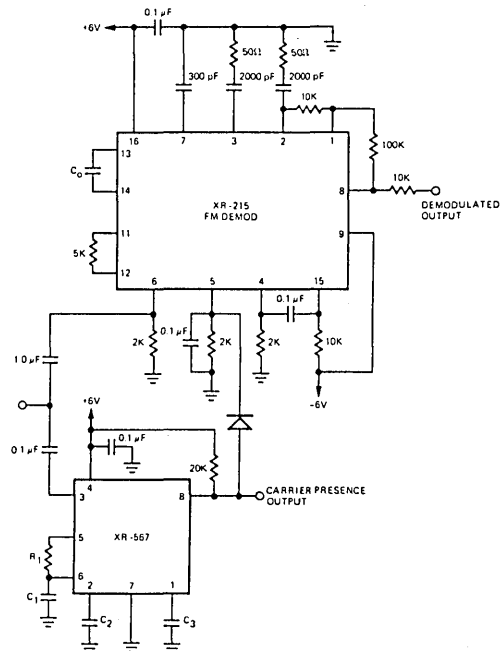 0.1 µF
+6V
50Ω
50Ω
300 pF
2000 pF
2000 pF
10K
16
7
3
2
1
13
100K
C₀
14
8
10K
XR-215
FM DEMOD
DEMODULATED
OUTPUT
11
9
5K
12
6
5
4
15
0.1 µF
0.1 µF
2K
2K
2K
10K
1.0 µF
-6V
+6V
0.1 µF
0.1 µF
4
20K
3
8
CARRIER PRESENCE
OUTPUT
5
XR-567
R₁
6
2
7
1
C₁
C₂
C₃